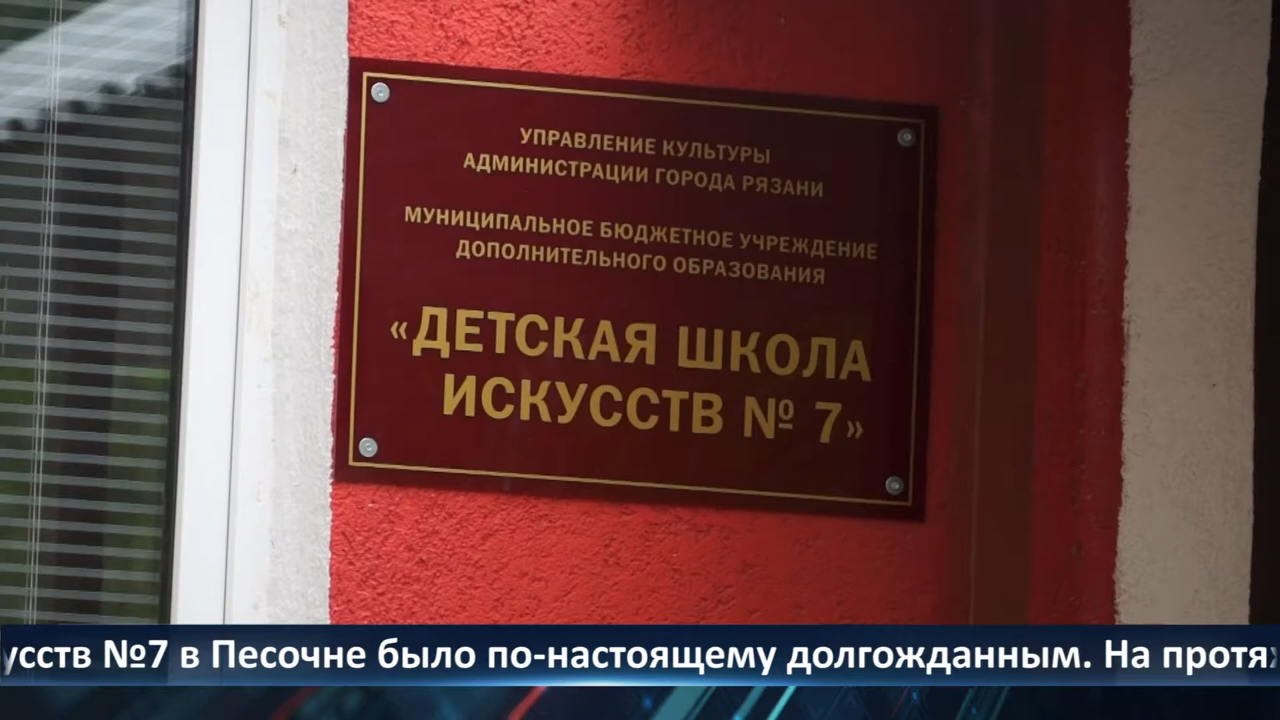 УПРАВЛЕНИЕ КУЛЬТУРЫ
АДМИНИСТРАЦИИ ГОРОДА РЯЗАНИ
МУНИЦИПАЛЬНОЕ БЮДЖЕТНОЕ УЧРЕЖДЕНИЕ
ДОПОЛНИТЕЛЬНОГО ОБРАЗОВАНИЯ
«ДЕТСКАЯ ШКОЛА
ИСКУССТВ № 7»
усств №7 в Песочне было по-настоящему долгожданным. На протя